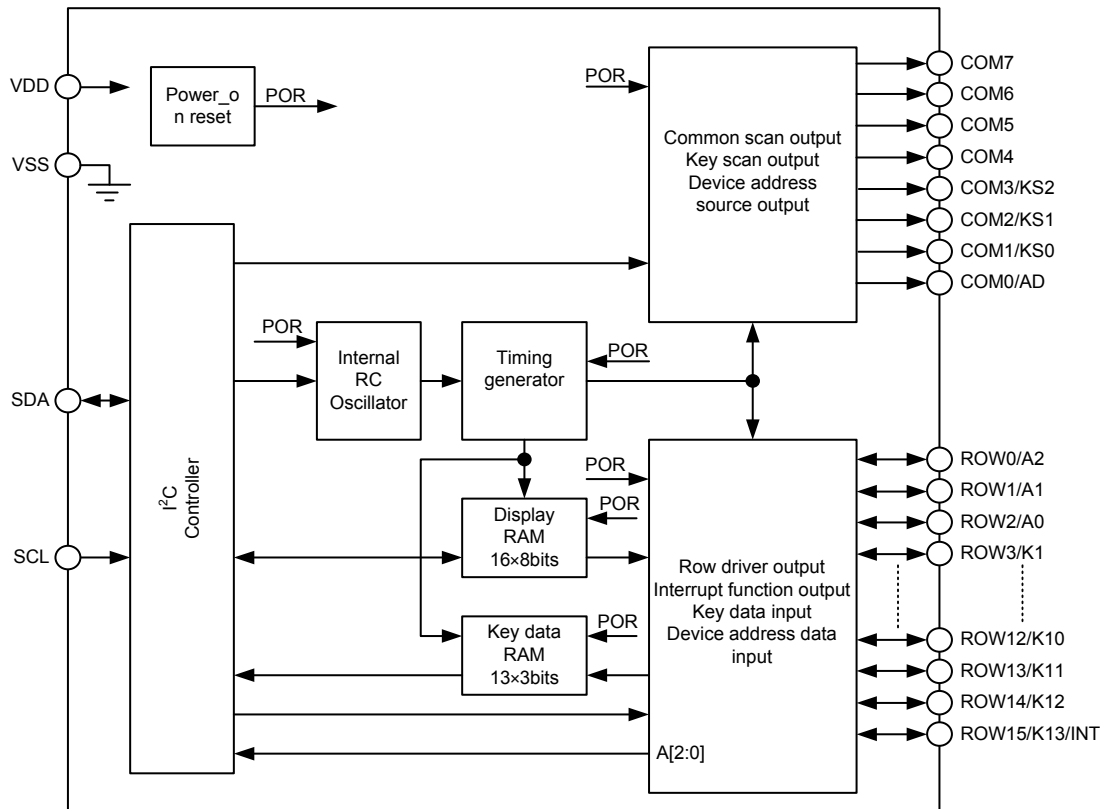 VDD
VSS
SDA
SCL
Power_o
n reset
POR
POR
Common scan output
Key scan output
Device address
source output
COM7
COM6
COM5
COM4
COM3/KS2
COM2/KS1
COM1/KS0
COM0/AD
I²C
Controller
POR
Internal
RC
Oscillator
Timing
generator
POR
POR
Display
RAM
16×8bits
POR
Key data
RAM
13×3bits
POR
Row driver output
Interrupt function output
Key data input
Device address data
input
A[2:0]
ROW0/A2
ROW1/A1
ROW2/A0
ROW3/K1
ROW12/K10
ROW13/K11
ROW14/K12
ROW15/K13/INT